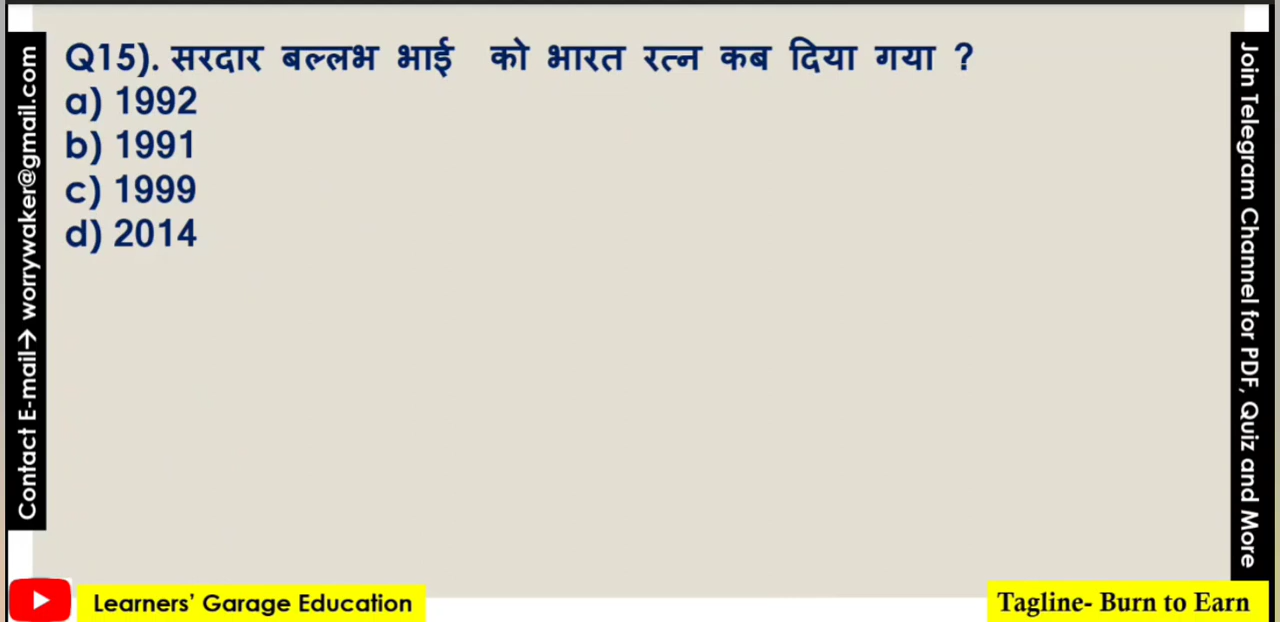 Q15). सरदार बल्लभ भाई को भारत रत्न कब दिया गया ?
a) 1992
b) 1991
c) 1999
d) 2014
Contact E-mail→ worrywaker@gmail.com
Join Telegram Channel for PDF, Quiz and More
Learners’ Garage Education
Tagline- Burn to Earn